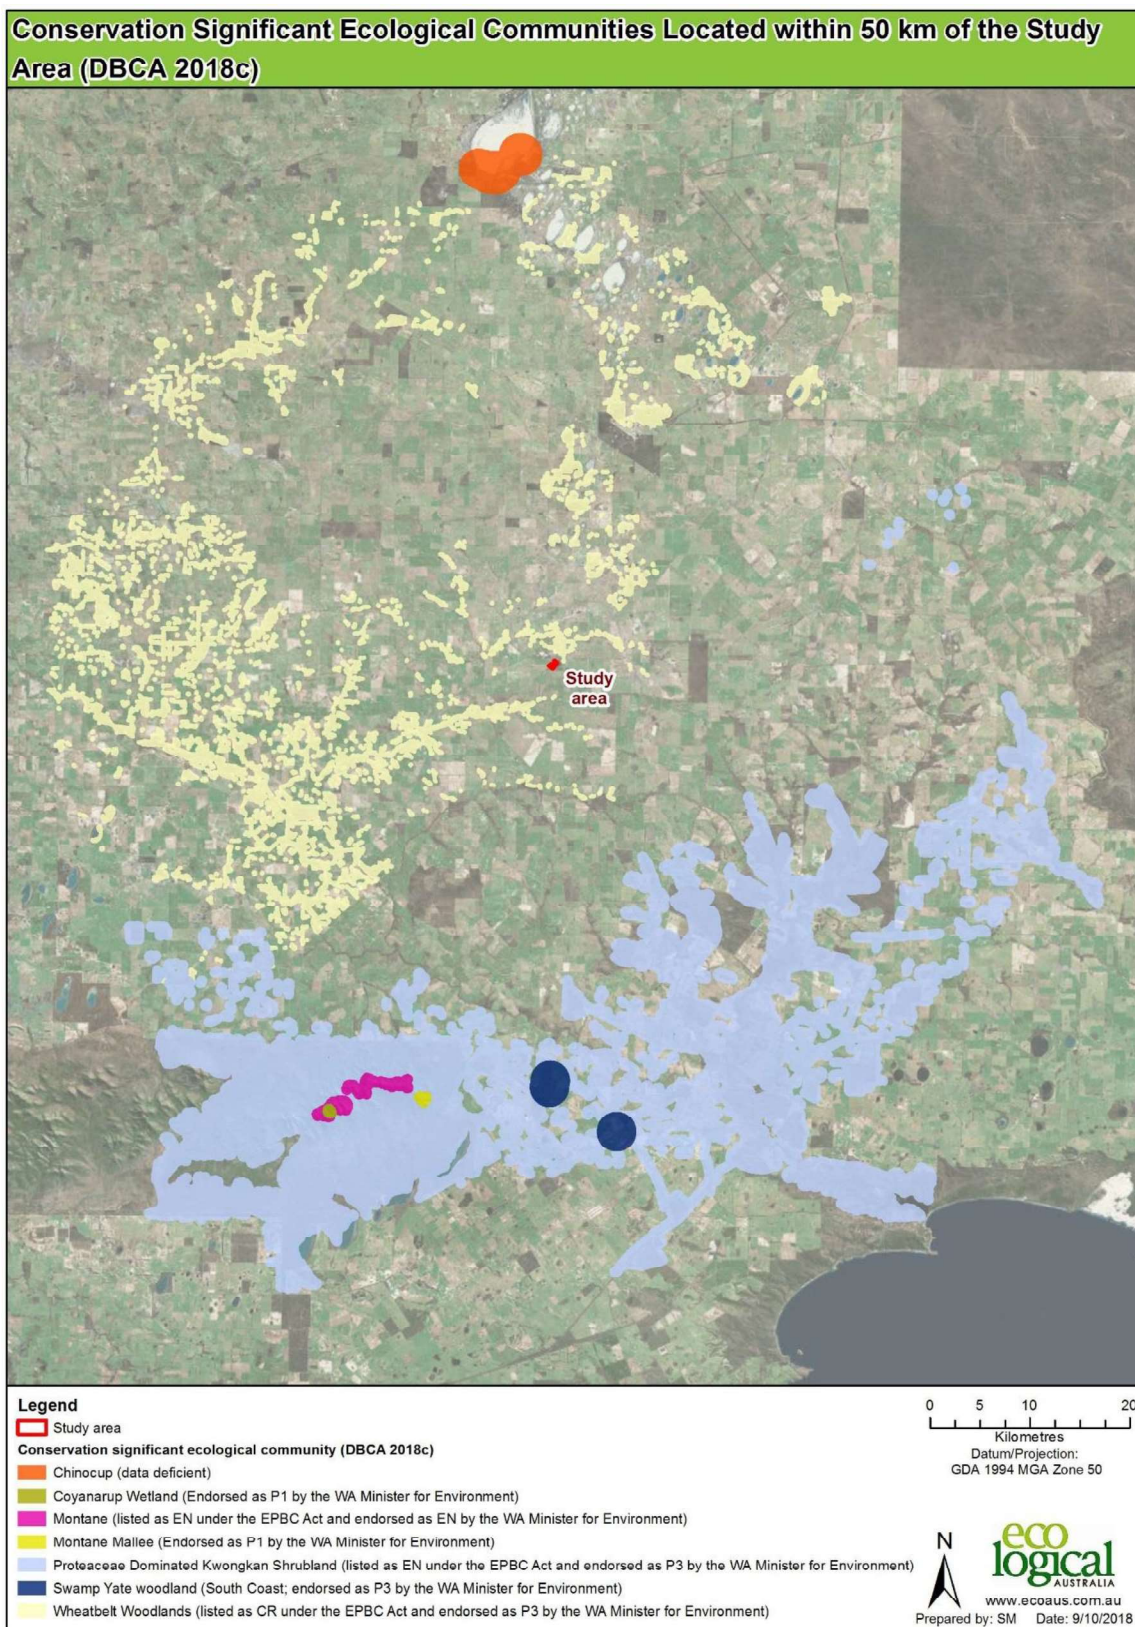 Conservation Significant Ecological Communities Located within 50 km of the Study
Area (DBCA 2018c)
Study
area
Legend
Study area
Conservation significant ecological community (DBCA 2018c)
Chinocup (data deficient)
Coyanarup Wetland (Endorsed as P1 by the WA Minister for Environment)
Montane (listed as EN under the EPBC Act and endorsed as EN by the WA Minister for Environment)
Montane Mallee (Endorsed as P1 by the WA Minister for Environment)
Proteaceae Dominated Kwongkan Shrubland (listed as EN under the EPBC Act and endorsed as P3 by the WA Minister for Environment)
Swamp Yate woodland (South Coast; endorsed as P3 by the WA Minister for Environment)
Wheatbelt Woodlands (listed as CR under the EPBC Act and endorsed as P3 by the WA Minister for Environment)
0 5 10 20
Kilometres
Datum/Projection:
GDA 1994 MGA Zone 50
N
eco
logical
AUSTRALIA
www.ecoaus.com.au
Prepared by: SM Date: 9/10/2018